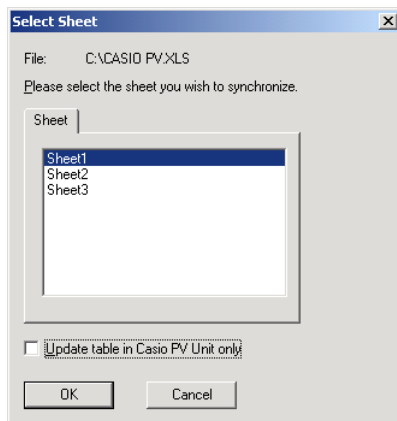 Select Sheet
File: C:\CASIO PV.XLS
Please select the sheet you wish to synchronize.
Sheet
Sheet1
Sheet2
Sheet3
Update table in Casio PV Unit only
OK Cancel